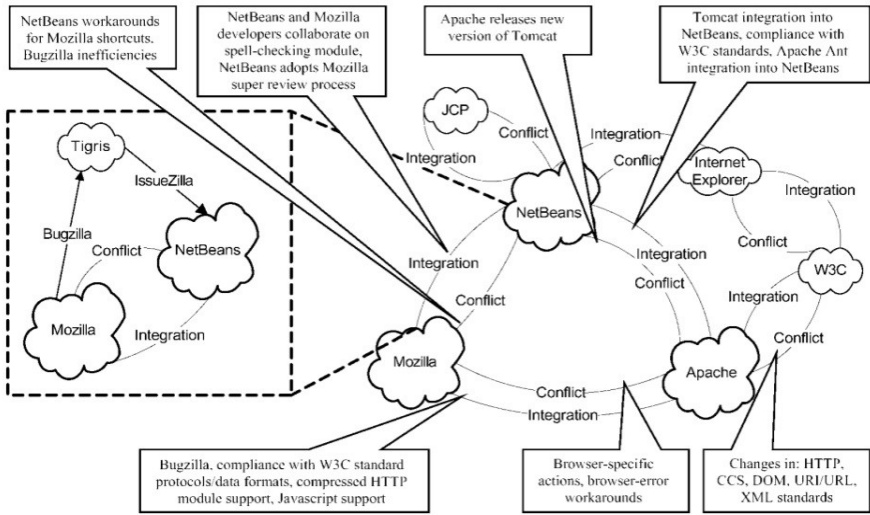 NetBeans workarounds
for Mozilla shortcuts,
Bugzilla inefficiencies
NetBeans and Mozilla
developers collaborate on
spell-checking module,
NetBeans adopts Mozilla
super review process
Apache releases new
version of Tomcat
Tomcat integration into
NetBeans, compliance with
W3C standards, Apache Ant
integration into NetBeans
Tigris
IssueZilla
Bugzilla
Conflict
NetBeans
Mozilla
Integration
JCP
Conflict
Integration
Integration
Conflict
Internet
Explorer
Integration
NetBeans
Conflict
Integration
Integration
Conflict
W3C
Conflict
Integration
Conflict
Mozilla
Apache
Conflict
Integration
Bugzilla, compliance with W3C standard
protocols/data formats, compressed HTTP
module support, Javascript support
Browser-specific
actions, browser-error
workarounds
Changes in: HTTP,
CCS, DOM, URI/URL,
XML standards